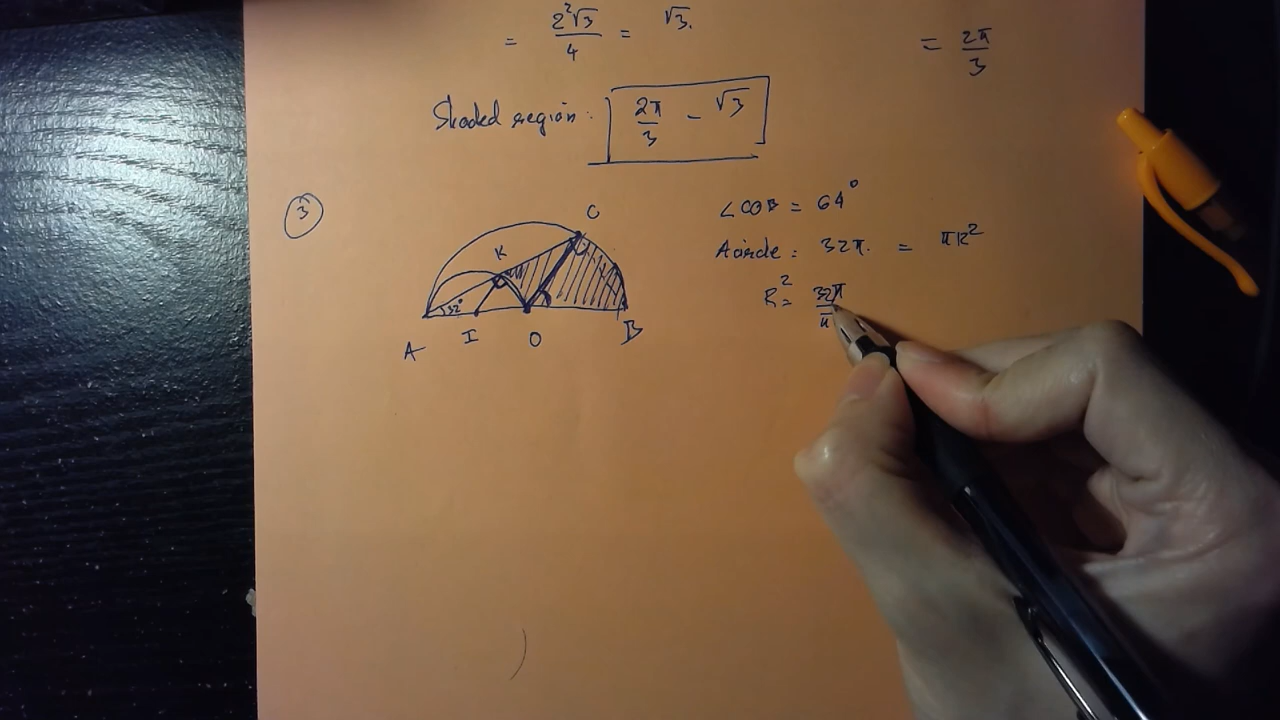 = 2²√3 / 4 = √3.
= 2π / 3
Shaded region: 2π / 3 - √3
3
C
K
32°
A I O B
∠COB = 64°
A circle = 32π. = πR²
R² = 32π / π